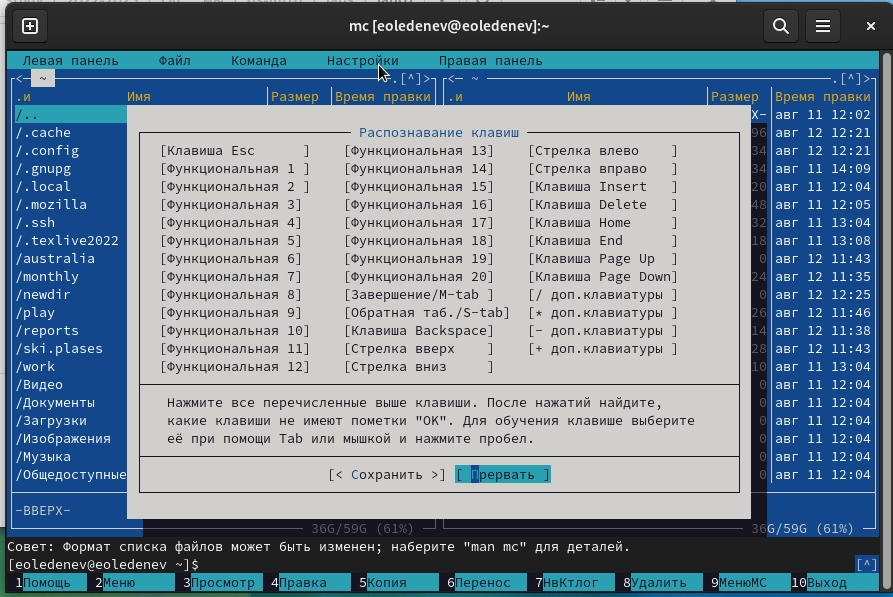 mc [eoledenev@eoledenev]:~
Левая панель Файл Команда Настройки Правая панель
<— ~ .[^]> <— ~ .[^]>
.и Имя Размер Время правки .и Имя Размер Время правки
/.. X- авг 11 12:02
/.cache 96 авг 12 12:21
/.config 34 авг 12 12:21
/.gnupg 34 авг 11 14:09
/.local 20 авг 11 12:04
/.mozilla 48 авг 11 12:05
/.ssh 32 авг 11 13:04
/.texlive2022 18 авг 11 13:08
/australia 0 авг 12 11:43
/monthly 24 авг 12 11:35
/newdir 0 авг 12 12:25
/play 26 авг 12 11:46
/reports 14 авг 12 11:38
/ski.plases 28 авг 12 11:43
/work 10 авг 11 13:04
/Видео 0 авг 11 12:04
/Документы 0 авг 11 12:04
/Загрузки 0 авг 11 12:04
/Изображения 0 авг 11 12:04
/Музыка 0 авг 11 12:04
/Общедоступные 0 авг 11 12:04
-ВВЕРХ-
36G/59G (61%) 36G/59G (61%)
Распознавание клавиш
[Клавиша Esc ] [Функциональная 13] [Стрелка влево ]
[Функциональная 1 ] [Функциональная 14] [Стрелка вправо ]
[Функциональная 2 ] [Функциональная 15] [Клавиша Insert ]
[Функциональная 3] [Функциональная 16] [Клавиша Delete ]
[Функциональная 4] [Функциональная 17] [Клавиша Home ]
[Функциональная 5] [Функциональная 18] [Клавиша End ]
[Функциональная 6] [Функциональная 19] [Клавиша Page Up ]
[Функциональная 7] [Функциональная 20] [Клавиша Page Down]
[Функциональная 8] [Завершение/M-tab ] [/ доп.клавиатуры ]
[Функциональная 9] [Обратная таб./S-tab] [* доп.клавиатуры ]
[Функциональная 10] [Клавиша Backspace] [- доп.клавиатуры ]
[Функциональная 11] [Стрелка вверх ] [+ доп.клавиатуры ]
[Функциональная 12] [Стрелка вниз ]
Нажмите все перечисленные выше клавиши. После нажатий найдите,
какие клавиши не имеют пометки "OK". Для обучения клавише выберите
её при помощи Tab или мышкой и нажмите пробел.
[< Сохранить >] [ Прервать ]
Совет: Формат списка файлов может быть изменен; наберите "man mc" для деталей.
[eoledenev@eoledenev ~]$ [^]
1Помощь 2Меню 3Просмотр 4Правка 5Копия 6Перенос 7НвКтлог 8Удалить 9МенюMC 10Выход